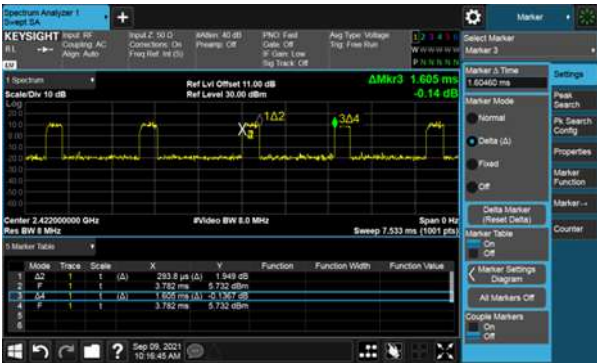 Spectrum Analyzer 1
Swept SA
Marker
KEYSIGHT
Input: RF
Input Z: 50 Ω
#Atten: 40 dB
PNO: Fast
Avg Type: Voltage
1 2 3 4 5 6
Select Marker
RL
Coupling: AC
Corrections: On
Preamp: Off
Gate: Off
Trig: Free Run
Marker 3
Align: Auto
Freq Ref: Int (S)
IF Gain: Low
Sig Track: Off
P N N N N N
LV
1 Spectrum
Ref Lvl Offset 11.00 dB
ΔMkr3 1.605 ms
Scale/Div 10 dB
Ref Level 30.00 dBm
-0.14 dB
Log
1Δ2
3Δ4
Center 2.422000000 GHz
#Video BW 8.0 MHz
Span 0 Hz
Res BW 8 MHz
Sweep 7.533 ms (1001 pts)
5 Marker Table
Mode Trace Scale X Y Function Function Width Function Value
1 Δ2 1 t (Δ) 293.8 µs (Δ) 1.949 dB
2 F 1 t 3.782 ms 5.732 dBm
3 Δ4 1 t (Δ) 1.605 ms (Δ) -0.1367 dB
4 F 1 t 3.782 ms 5.732 dBm
5
6
Sep 09, 2021
10:16:45 AM
Marker Δ Time
1.60460 ms
Marker Mode
Normal
Delta (Δ)
Fixed
Off
Delta Marker
(Reset Delta)
Marker Table
On
Off
Marker Settings
Diagram
All Markers Off
Couple Markers
On
Off
Settings
Peak
Search
Pk Search
Config
Properties
Marker
Function
Marker→
Counter